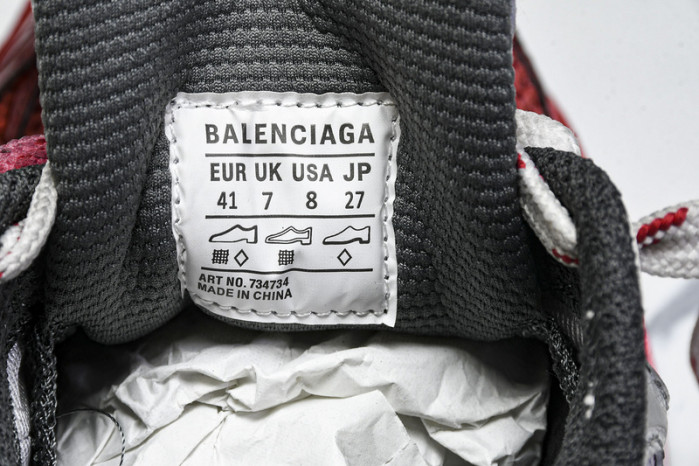 BALENCIAGA
EUR UK USA JP
41 7 8 27
ART NO. 734734
MADE IN CHINA